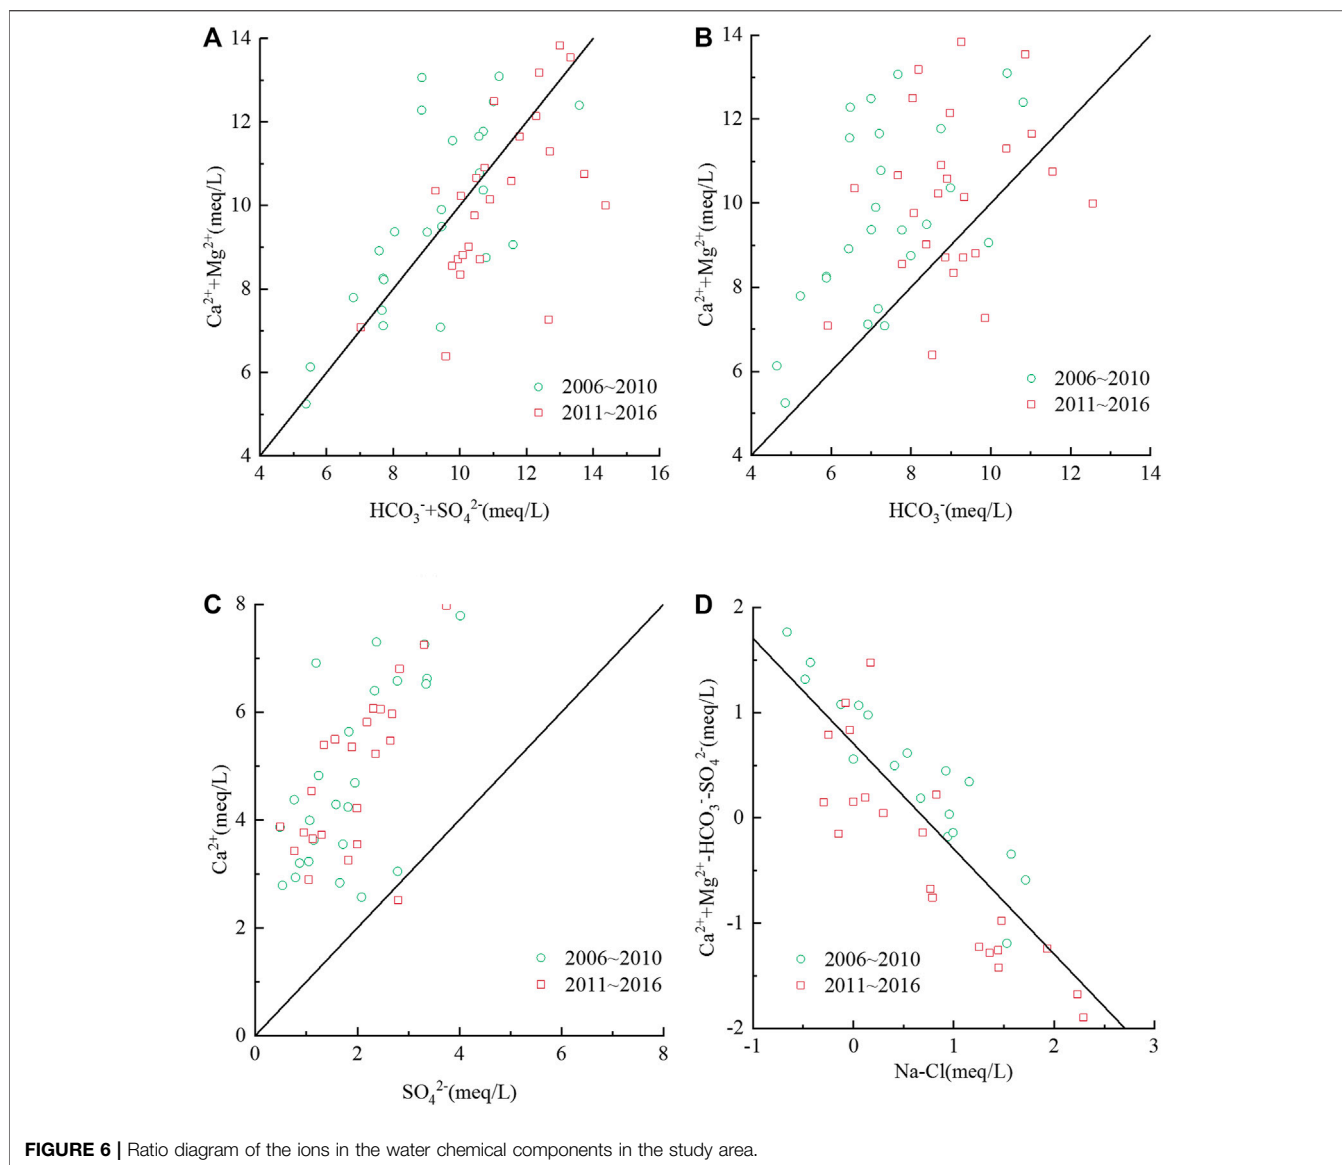 A
14
12
10
8
6
4
Ca²⁺+Mg²⁺(meq/L)
2006~2010
2011~2016
4 6 8 10 12 14 16
HCO₃⁻+SO₄²⁻(meq/L)
B
14
12
10
8
6
4
Ca²⁺+Mg²⁺(meq/L)
2006~2010
2011~2016
4 6 8 10 12 14
HCO₃⁻(meq/L)
C
8
6
4
2
0
Ca²⁺(meq/L)
2006~2010
2011~2016
0 2 4 6 8
SO₄²⁻(meq/L)
D
2
1
0
-1
-2
Ca²⁺+Mg²⁺-HCO₃⁻-SO₄²⁻(meq/L)
2006~2010
2011~2016
-1 0 1 2 3
Na-Cl(meq/L)
FIGURE 6 | Ratio diagram of the ions in the water chemical components in the study area.